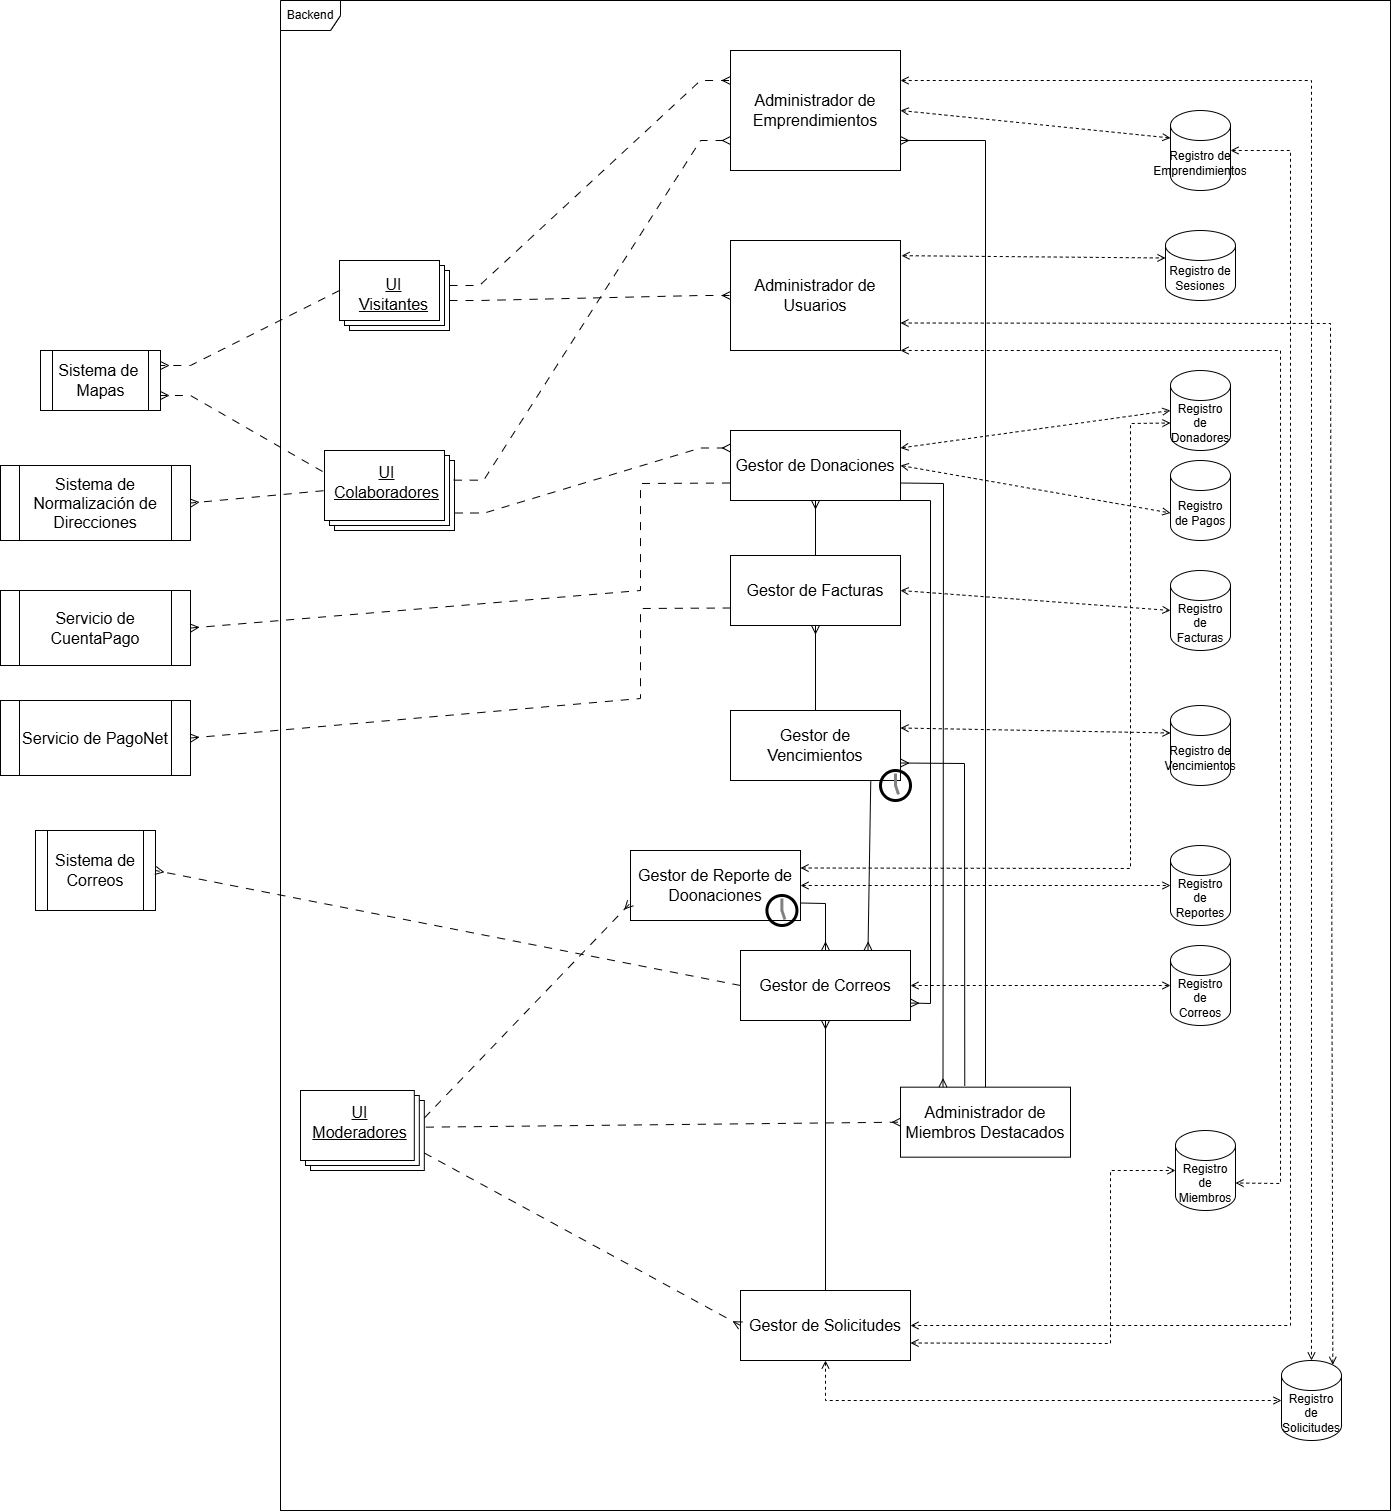 Backend
Administrador de
Emprendimientos
Registro de
Emprendimientos
Administrador de
Usuarios
Registro de
Sesiones
UI
Visitantes
Sistema de
Mapas
Registro
de
Donadores
Gestor de Donaciones
UI
Colaboradores
Sistema de
Normalización de
Direcciones
Registro
de Pagos
Gestor de Facturas
Registro
de
Facturas
Servicio de
CuentaPago
Servicio de PagoNet
Gestor de
Vencimientos
Registro de
Vencimientos
Sistema de
Correos
Gestor de Reporte de
Doonaciones
Registro
de
Reportes
Gestor de Correos
Registro
de
Correos
UI
Moderadores
Administrador de
Miembros Destacados
Registro
de
Miembros
Gestor de Solicitudes
Registro
de
Solicitudes